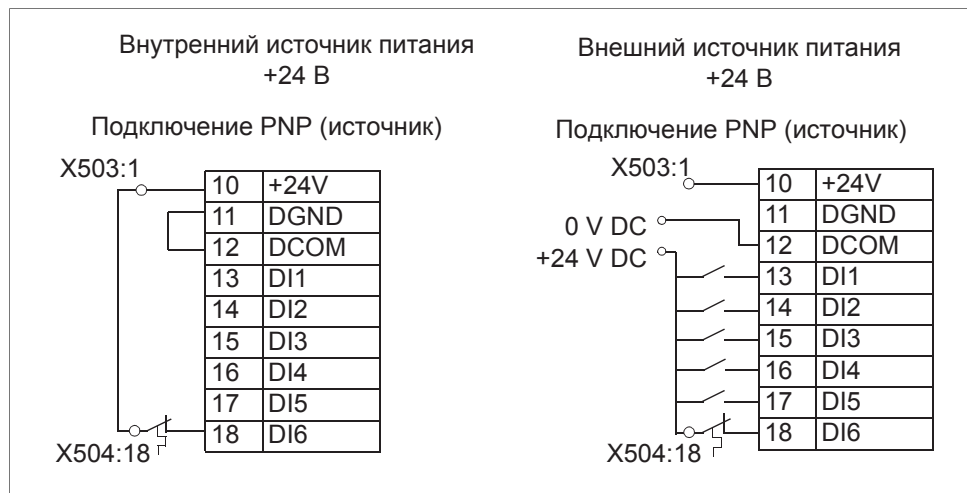 Внутренний источник питания
+24 В
Подключение PNP (источник)
X503:1
10 +24V
11 DGND
12 DCOM
13 DI1
14 DI2
15 DI3
16 DI4
17 DI5
18 DI6
X504:18
Внешний источник питания
+24 В
Подключение PNP (источник)
X503:1
10 +24V
11 DGND
0 V DC
12 DCOM
+24 V DC
13 DI1
14 DI2
15 DI3
16 DI4
17 DI5
18 DI6
X504:18